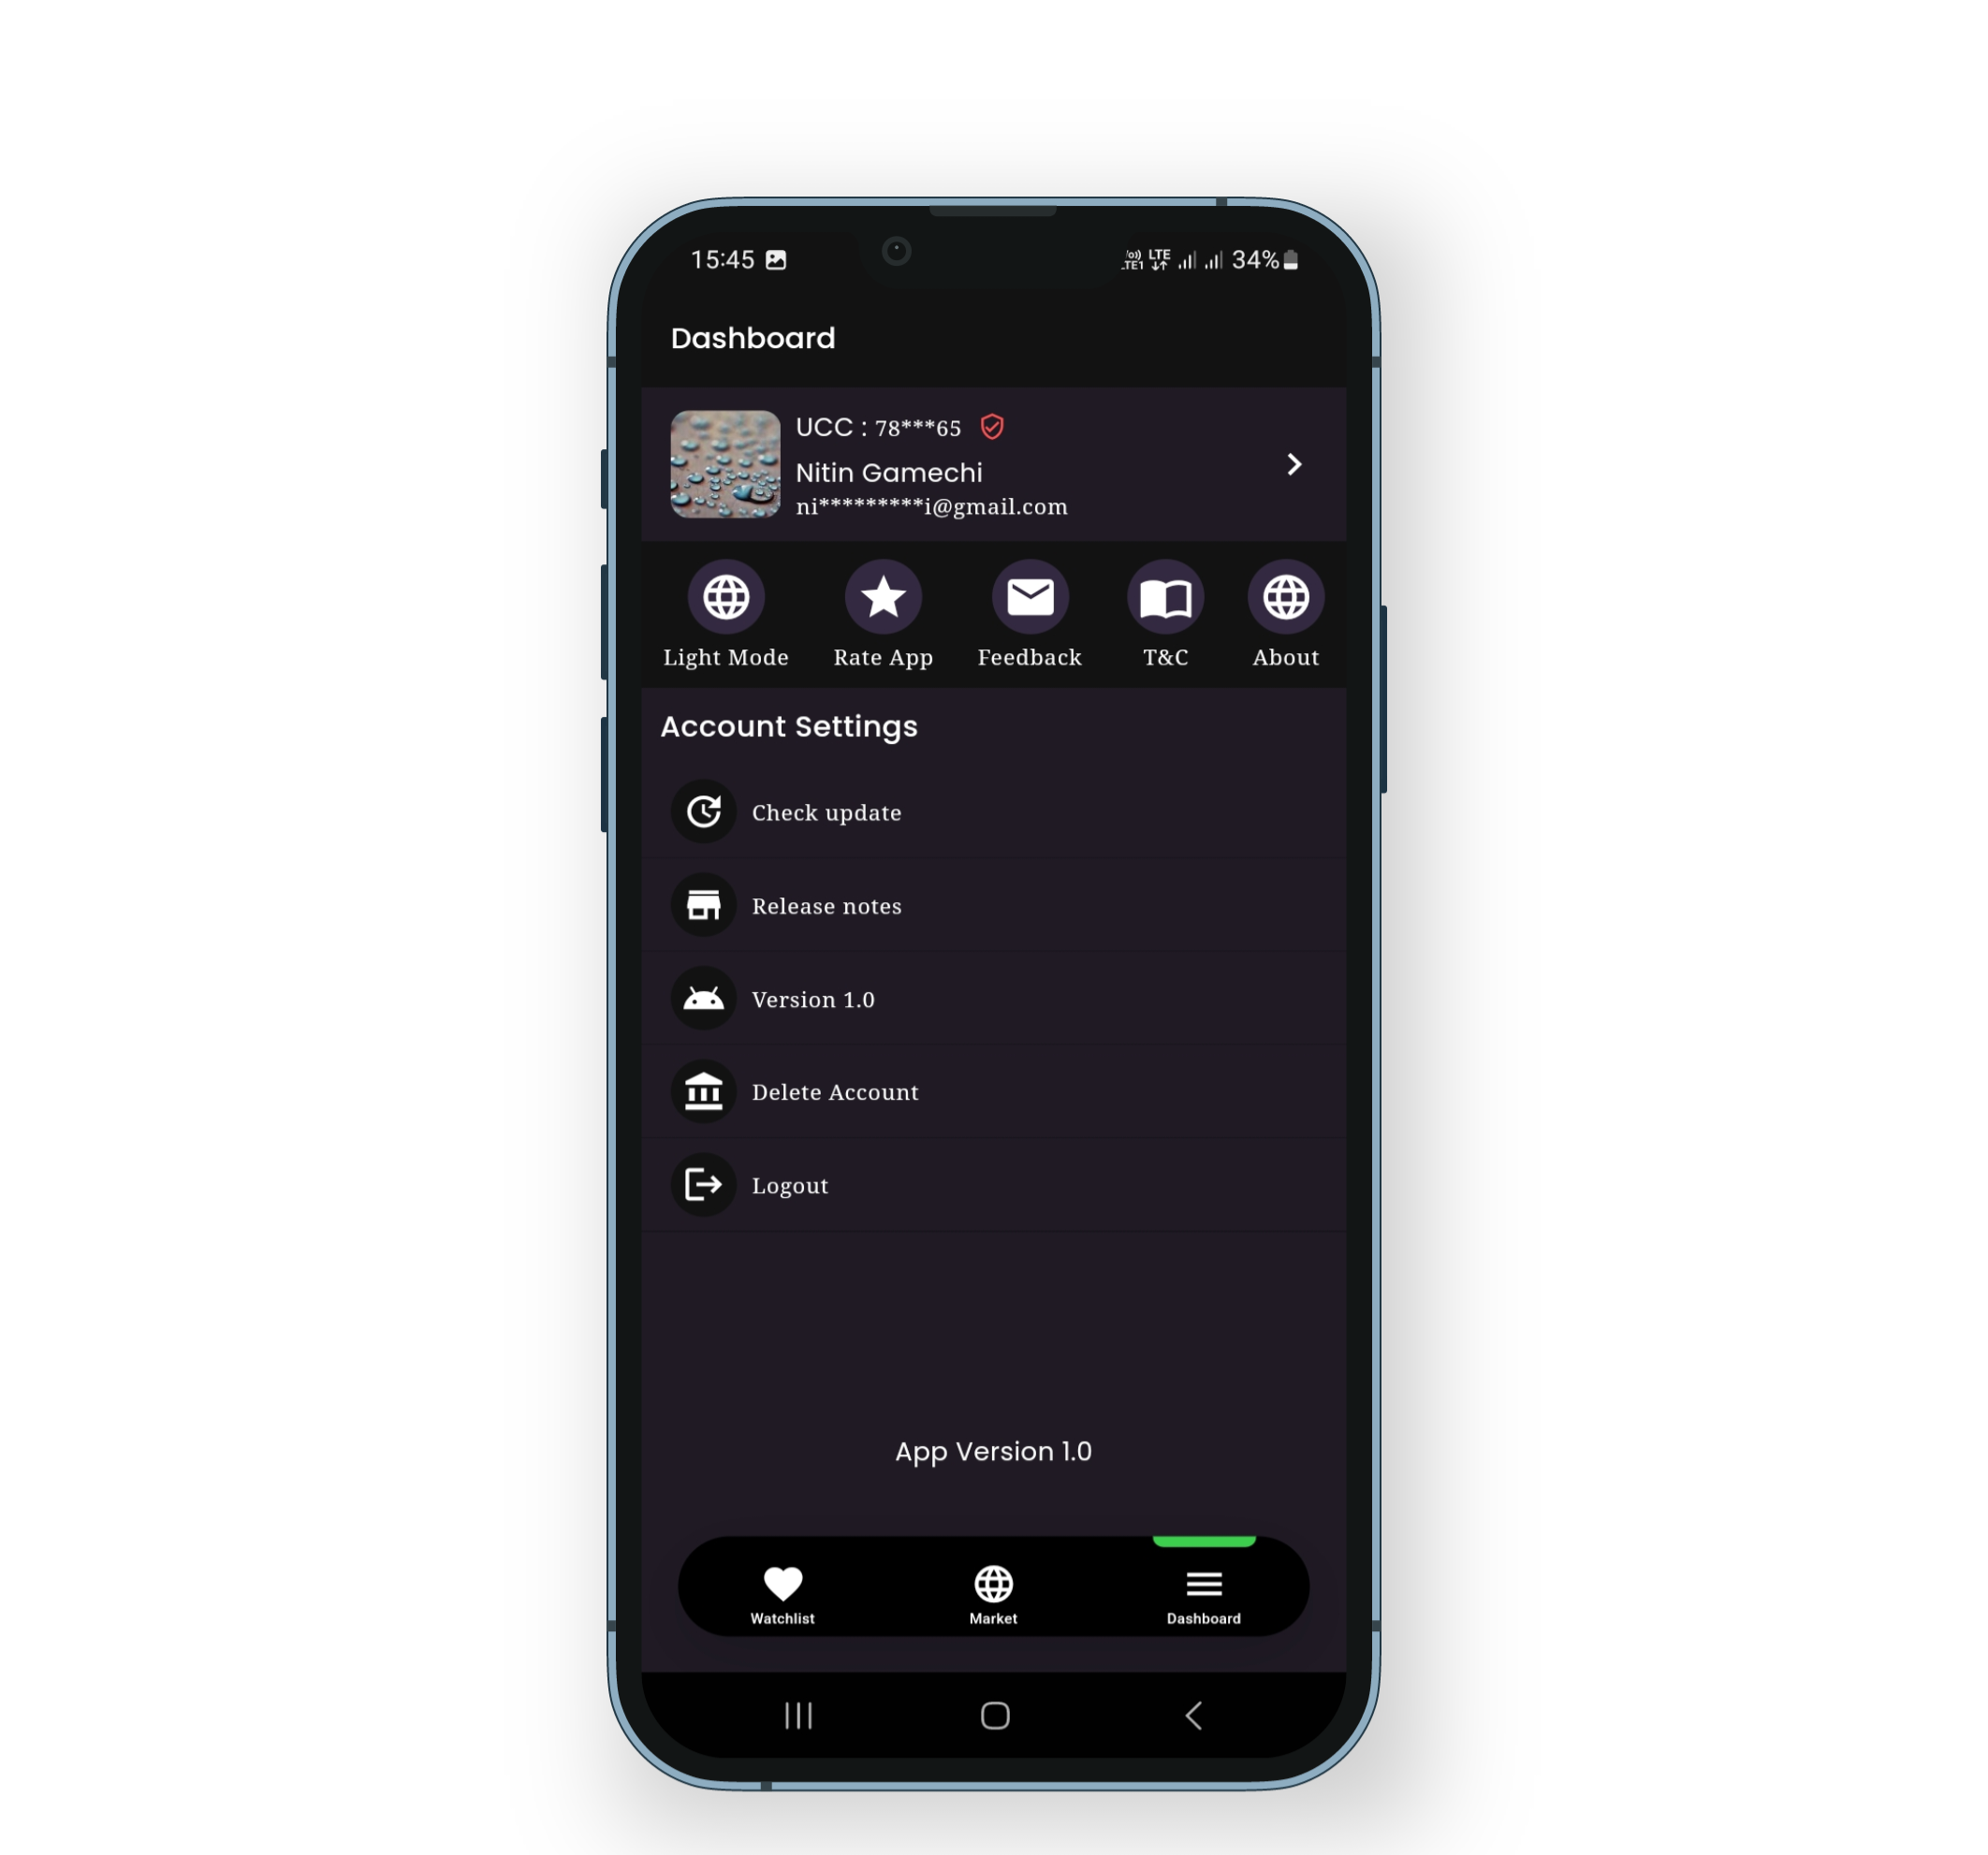 15:45 LTE 34%
Dashboard
UCC : 78***65
Nitin Gamechi
ni*********i@gmail.com
Light Mode Rate App Feedback T&C About
Account Settings
Check update
Release notes
Version 1.0
Delete Account
Logout
App Version 1.0
Watchlist Market Dashboard